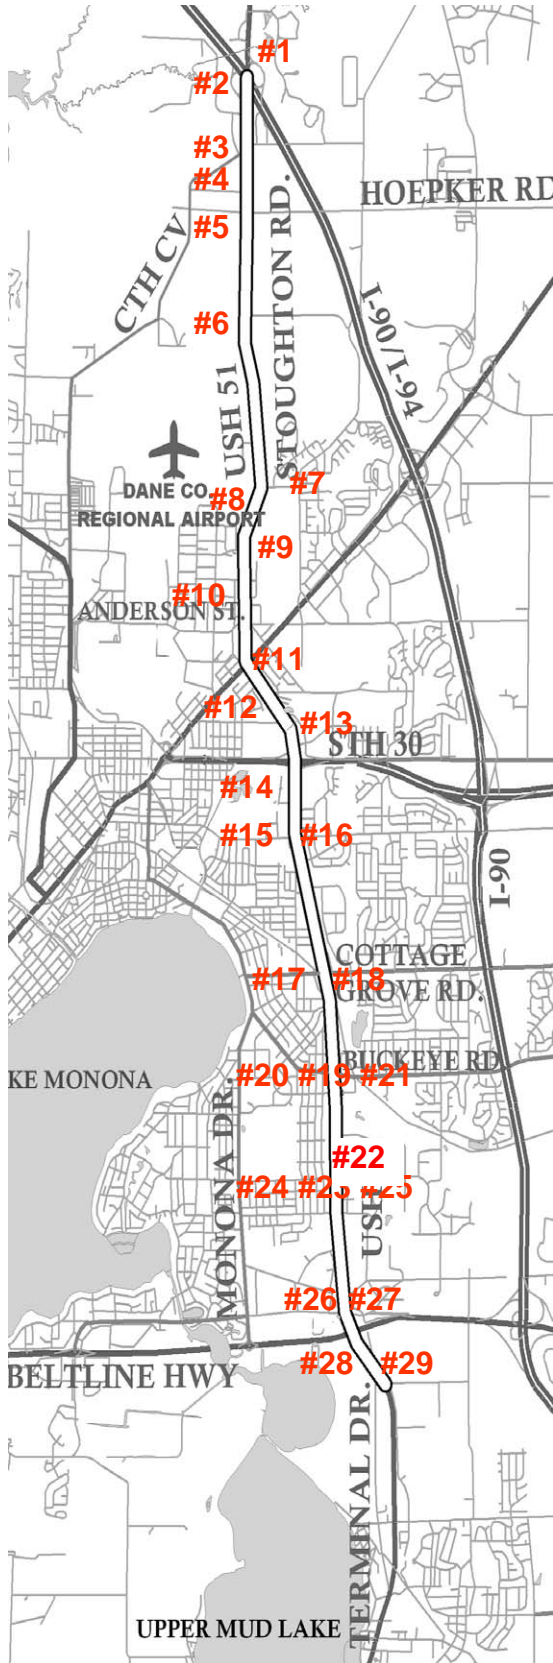 #1
#2
#3
#4
HOEPKER RD
#5
CTH CV
STOUGHTON RD.
I-90/I-94
#6
USH 51
#7
DANE CO.
#8
REGIONAL AIRPORT
#9
#10
ANDERSON ST.
#11
#12
#13
STH 30
#14
#15
#16
I-90
COTTAGE
#17
#18
GROVE RD.
BUCKEYE RD
KE MONONA
#20
#19
#21
MONONA DR.
#22
#24
#23
#25
USH
#26
#27
#28
#29
BELTLINE HWY
TERMINAL DR.
UPPER MUD LAKE